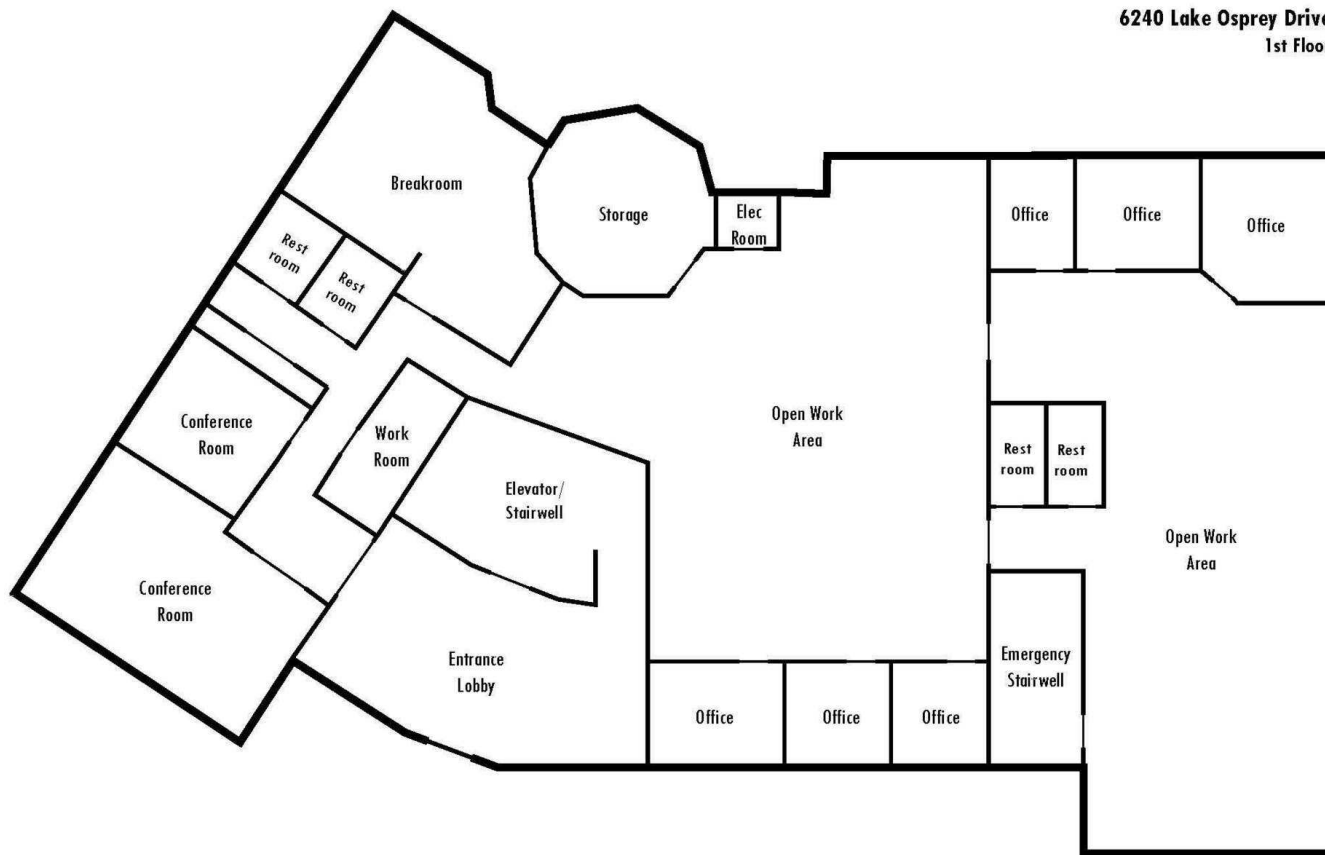 6240 Lake Osprey Drive
1st Floor
Breakroom
Storage
Elec
Room
Office
Office
Office
Rest
room
Rest
room
Conference
Room
Work
Room
Open Work
Area
Rest
room
Rest
room
Elevator/
Stairwell
Open Work
Area
Conference
Room
Entrance
Lobby
Emergency
Stairwell
Office
Office
Office